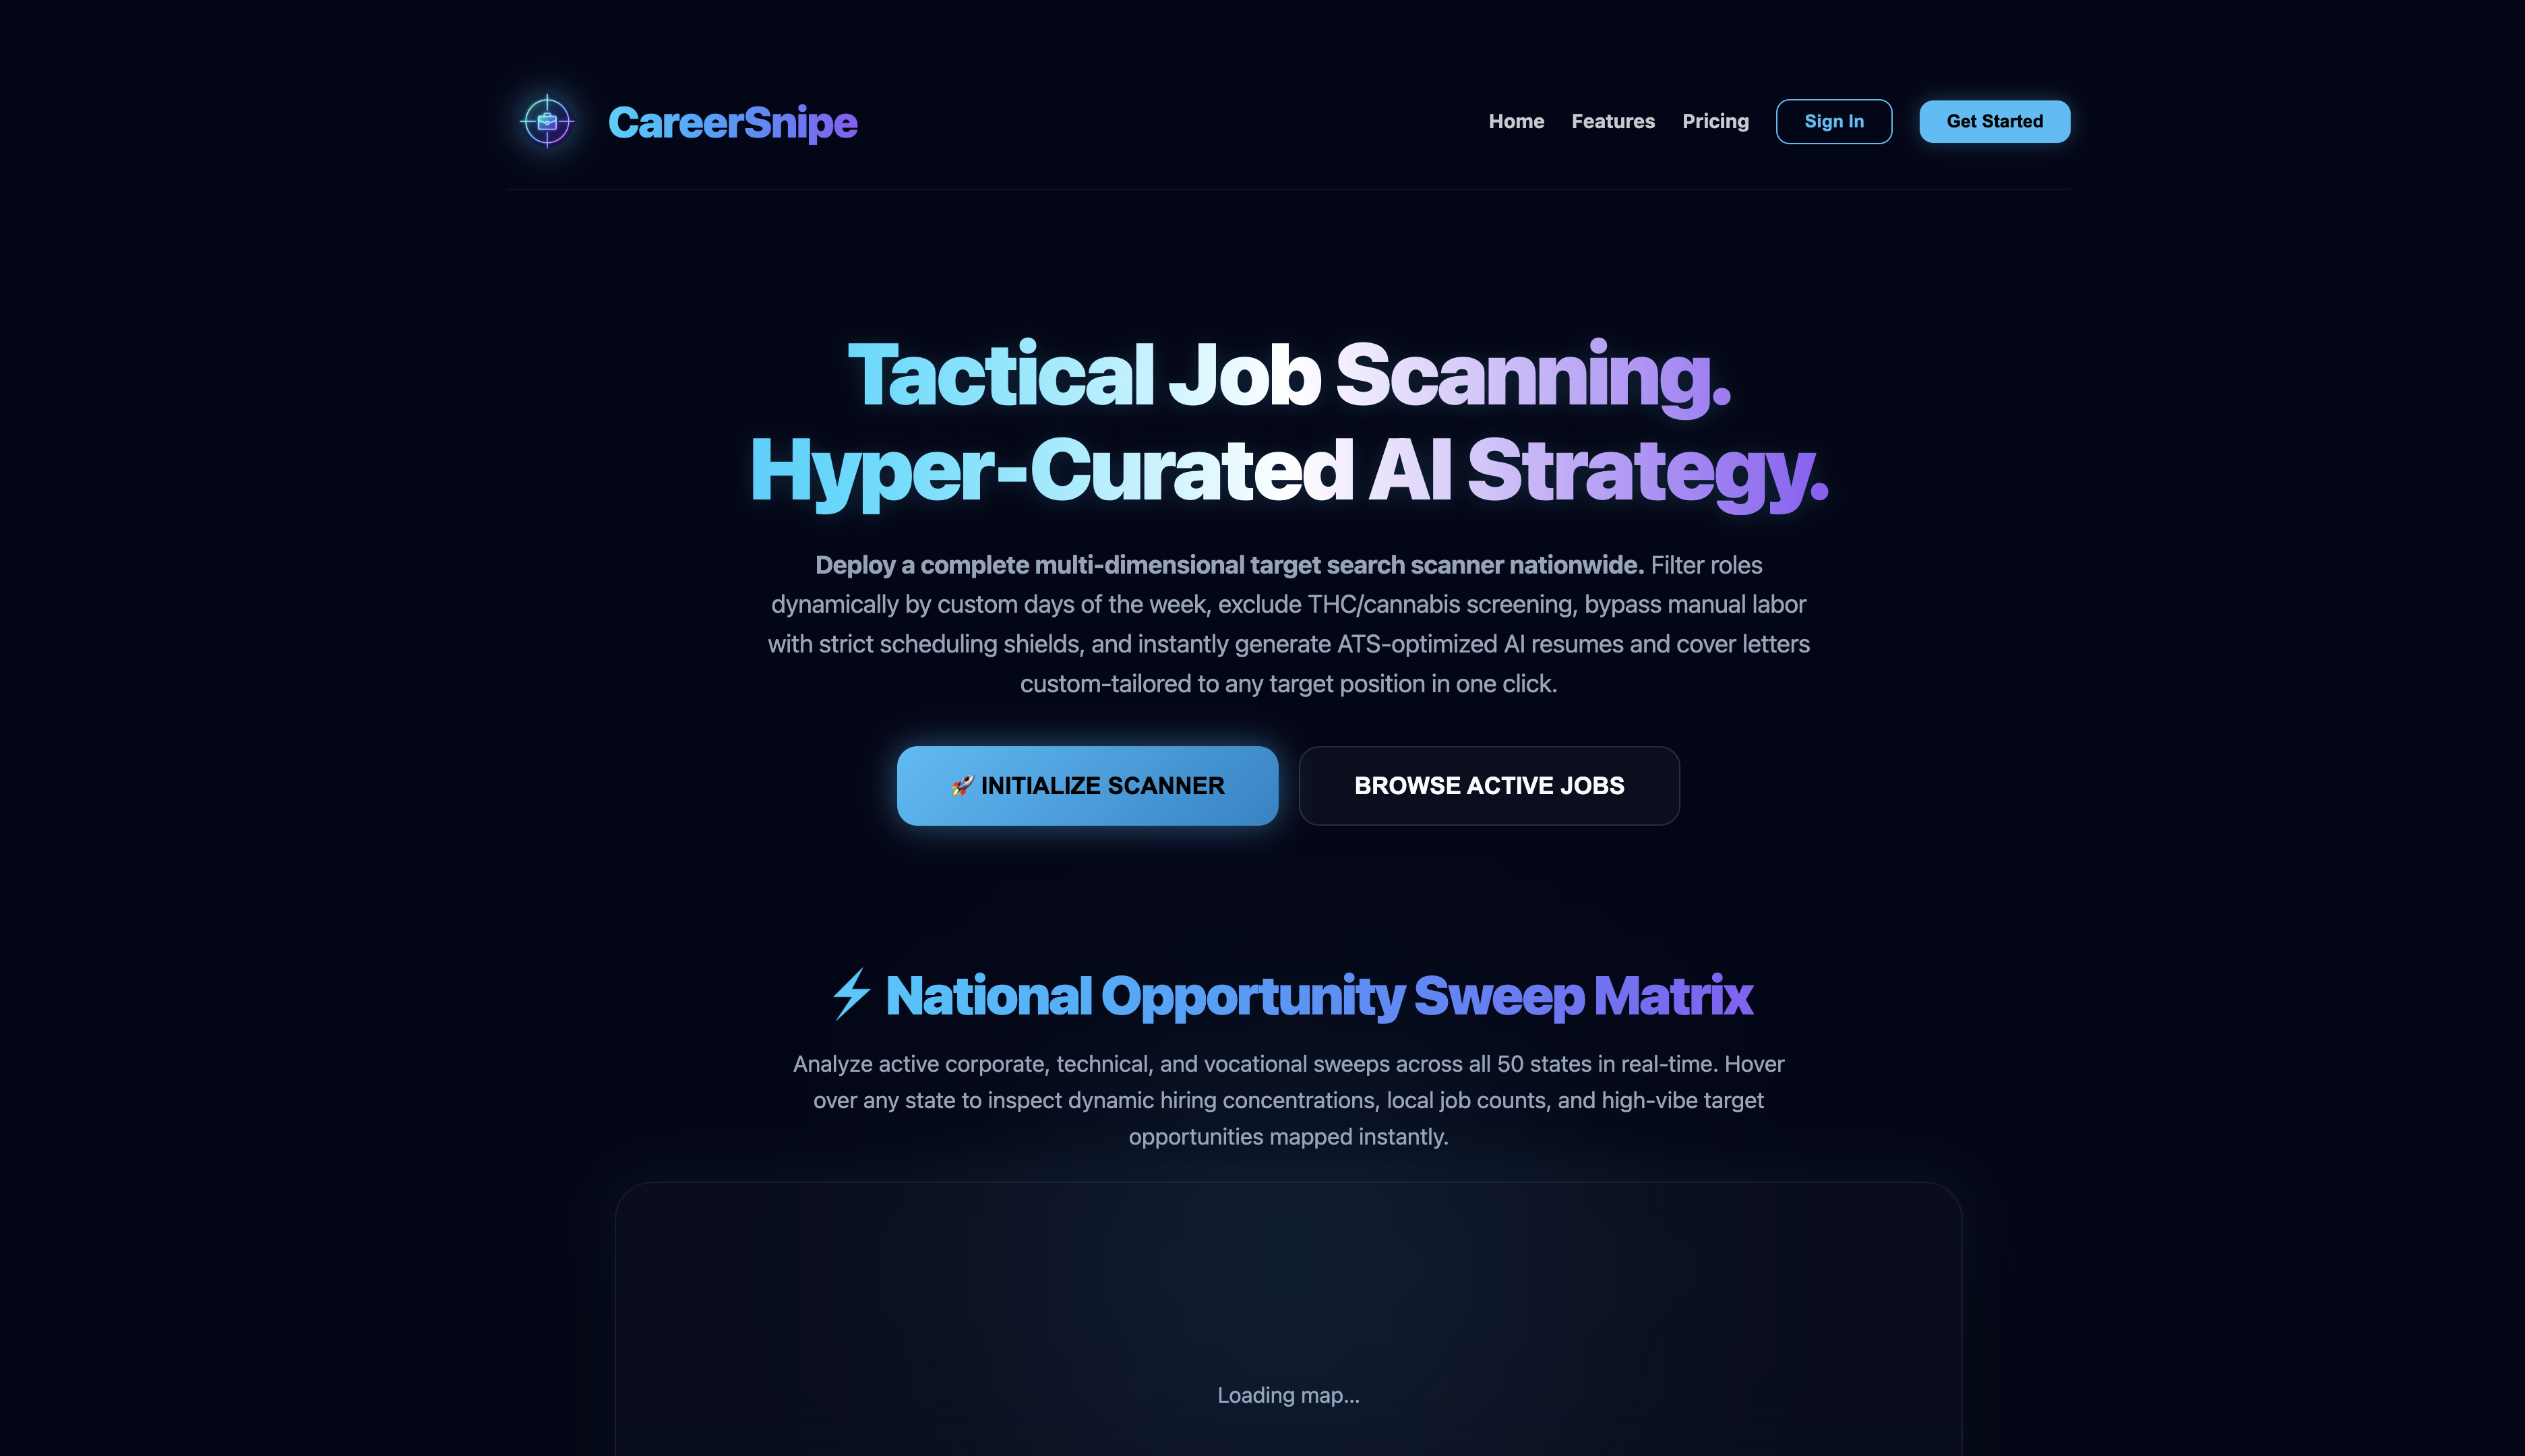 CareerSnipe
Home Features Pricing Sign In Get Started
Tactical Job Scanning.
Hyper-Curated AI Strategy.
Deploy a complete multi-dimensional target search scanner nationwide. Filter roles
dynamically by custom days of the week, exclude THC/cannabis screening, bypass manual labor
with strict scheduling shields, and instantly generate ATS-optimized AI resumes and cover letters
custom-tailored to any target position in one click.
🚀 INITIALIZE SCANNER BROWSE ACTIVE JOBS
⚡ National Opportunity Sweep Matrix
Analyze active corporate, technical, and vocational sweeps across all 50 states in real-time. Hover
over any state to inspect dynamic hiring concentrations, local job counts, and high-vibe target
opportunities mapped instantly.
Loading map...